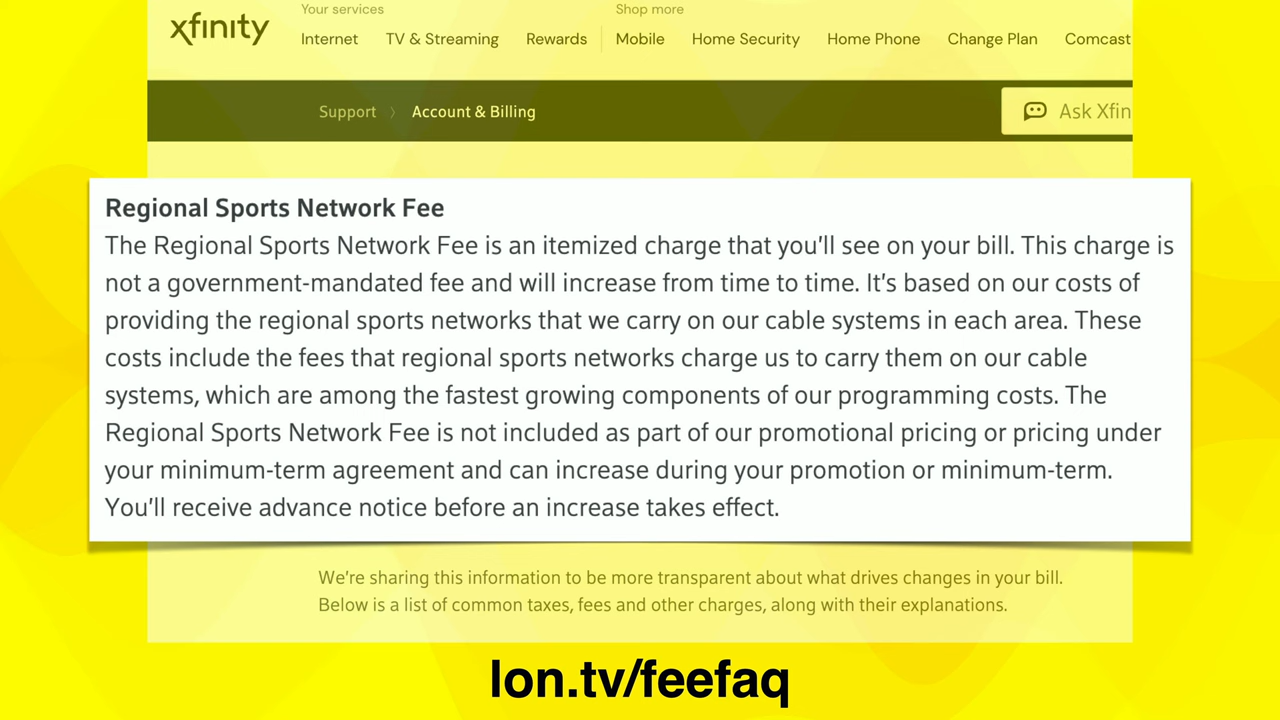 Your services
Shop more
xfinity
Internet TV & Streaming Rewards Mobile Home Security Home Phone Change Plan Comcast
Support > Account & Billing
Ask Xfin
Regional Sports Network Fee
The Regional Sports Network Fee is an itemized charge that you'll see on your bill. This charge is
not a government-mandated fee and will increase from time to time. It's based on our costs of
providing the regional sports networks that we carry on our cable systems in each area. These
costs include the fees that regional sports networks charge us to carry them on our cable
systems, which are among the fastest growing components of our programming costs. The
Regional Sports Network Fee is not included as part of our promotional pricing or pricing under
your minimum-term agreement and can increase during your promotion or minimum-term.
You'll receive advance notice before an increase takes effect.
We're sharing this information to be more transparent about what drives changes in your bill.
Below is a list of common taxes, fees and other charges, along with their explanations.
lon.tv/feefaq